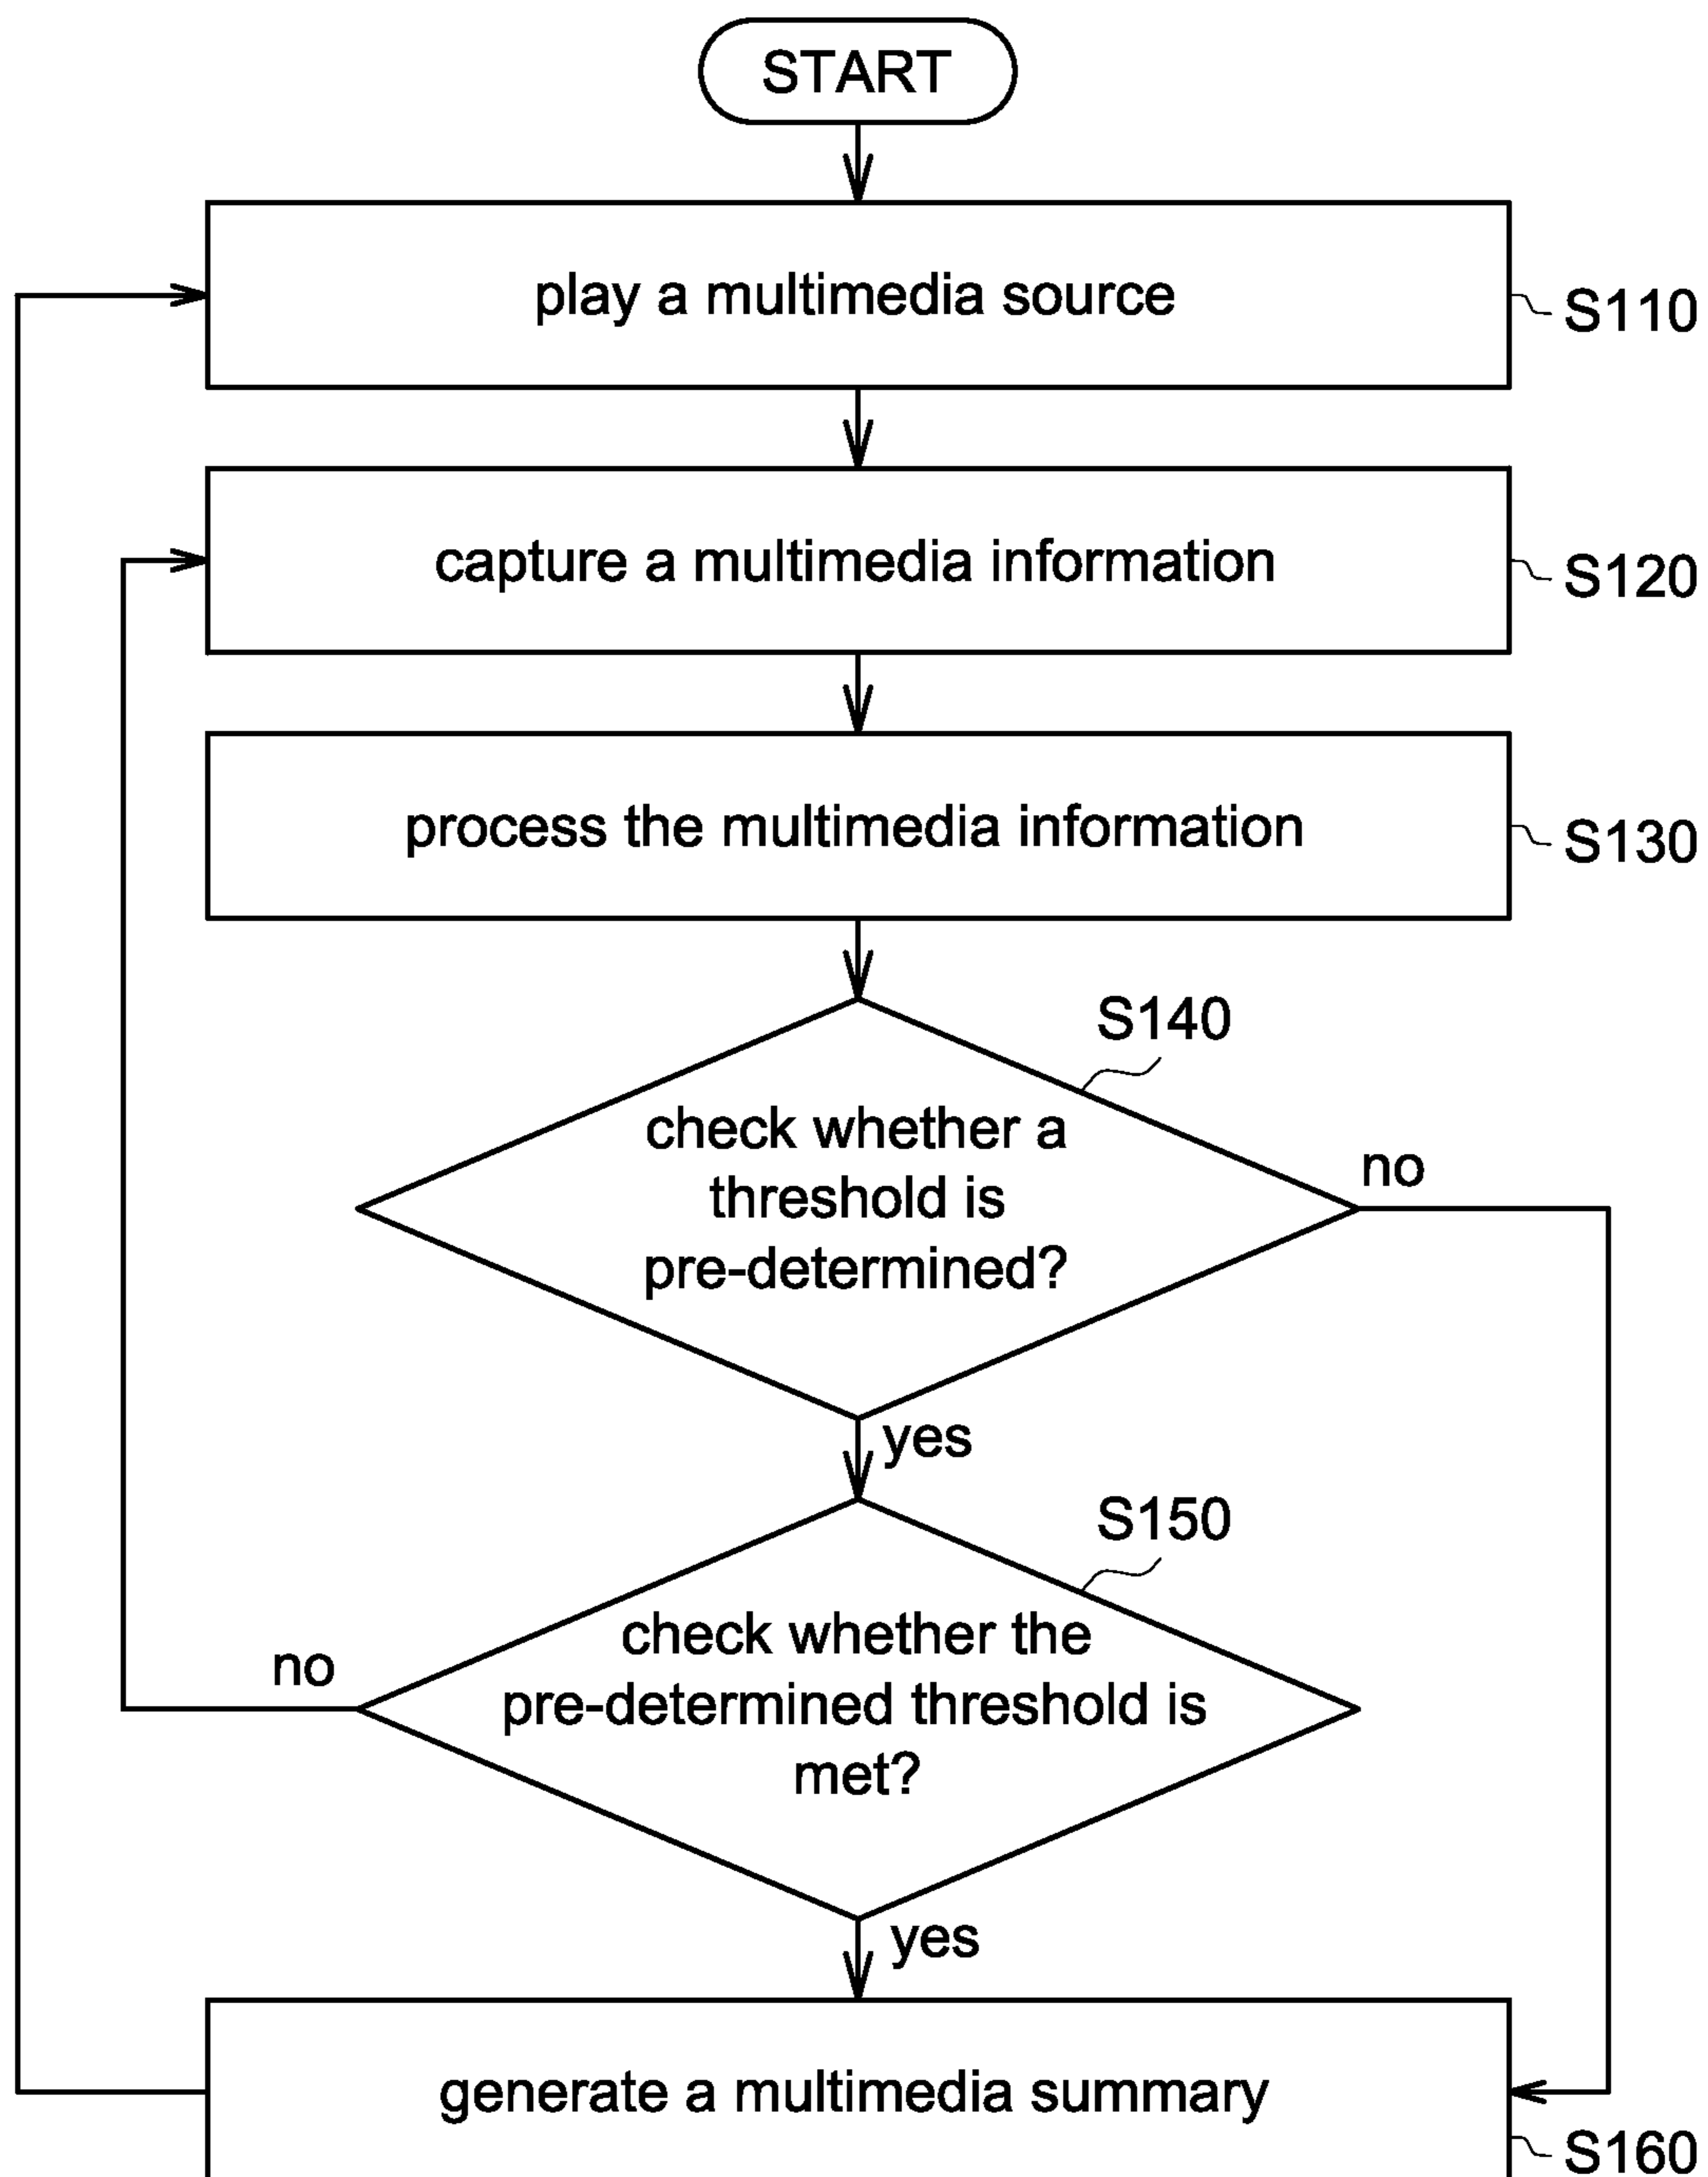 START
play a multimedia source
S110
capture a multimedia information
S120
process the multimedia information
S130
S140
check whether a
threshold is
pre-determined?
no
yes
S150
check whether the
pre-determined threshold is
met?
no
yes
generate a multimedia summary
S160